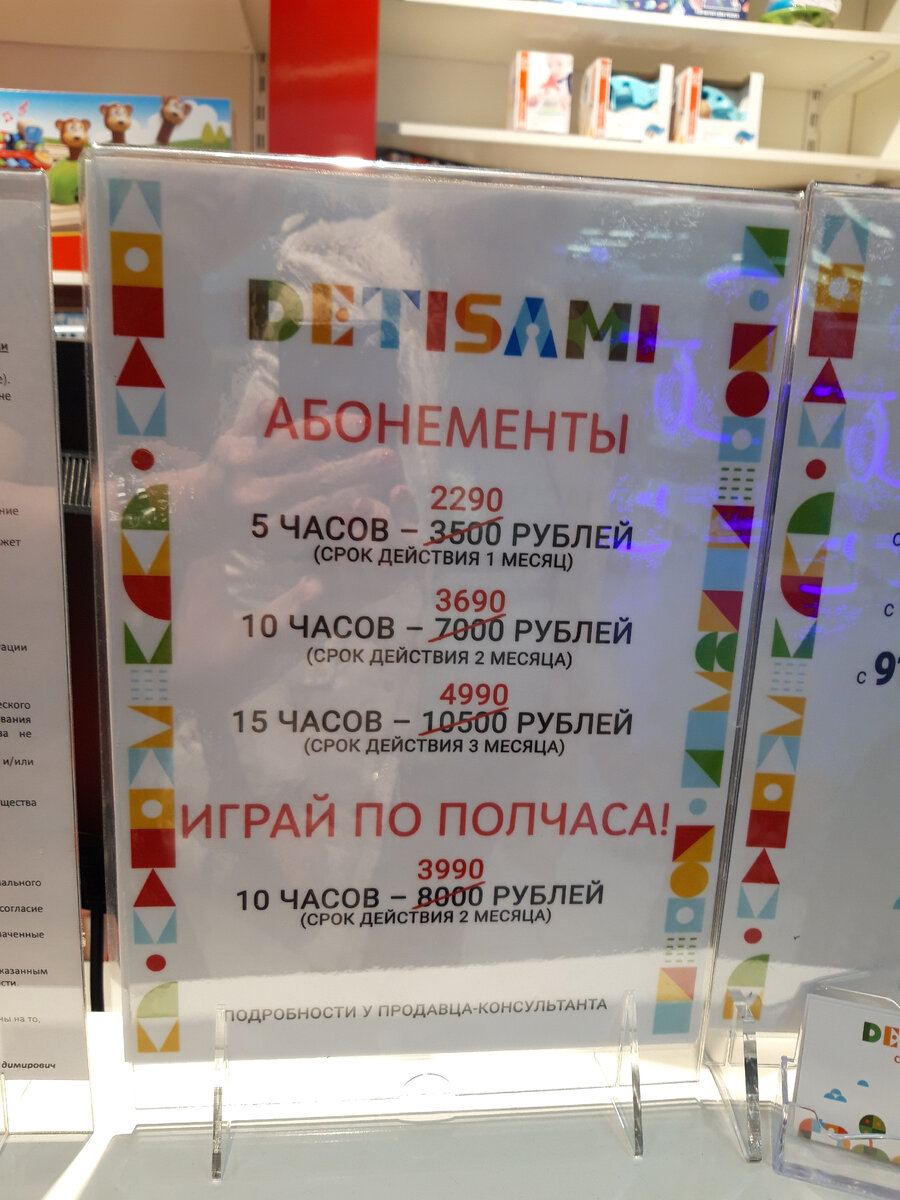 DETISAMI
АБОНЕМЕНТЫ
2290
5 ЧАСОВ – 3500 РУБЛЕЙ
(СРОК ДЕЙСТВИЯ 1 МЕСЯЦ)
3690
10 ЧАСОВ – 7000 РУБЛЕЙ
(СРОК ДЕЙСТВИЯ 2 МЕСЯЦА)
4990
15 ЧАСОВ – 10500 РУБЛЕЙ
(СРОК ДЕЙСТВИЯ 3 МЕСЯЦА)
ИГРАЙ ПО ПОЛЧАСА!
3990
10 ЧАСОВ – 8000 РУБЛЕЙ
(СРОК ДЕЙСТВИЯ 2 МЕСЯЦА)
ПОДРОБНОСТИ У ПРОДАВЦА-КОНСУЛЬТАНТА
и/или
согласие